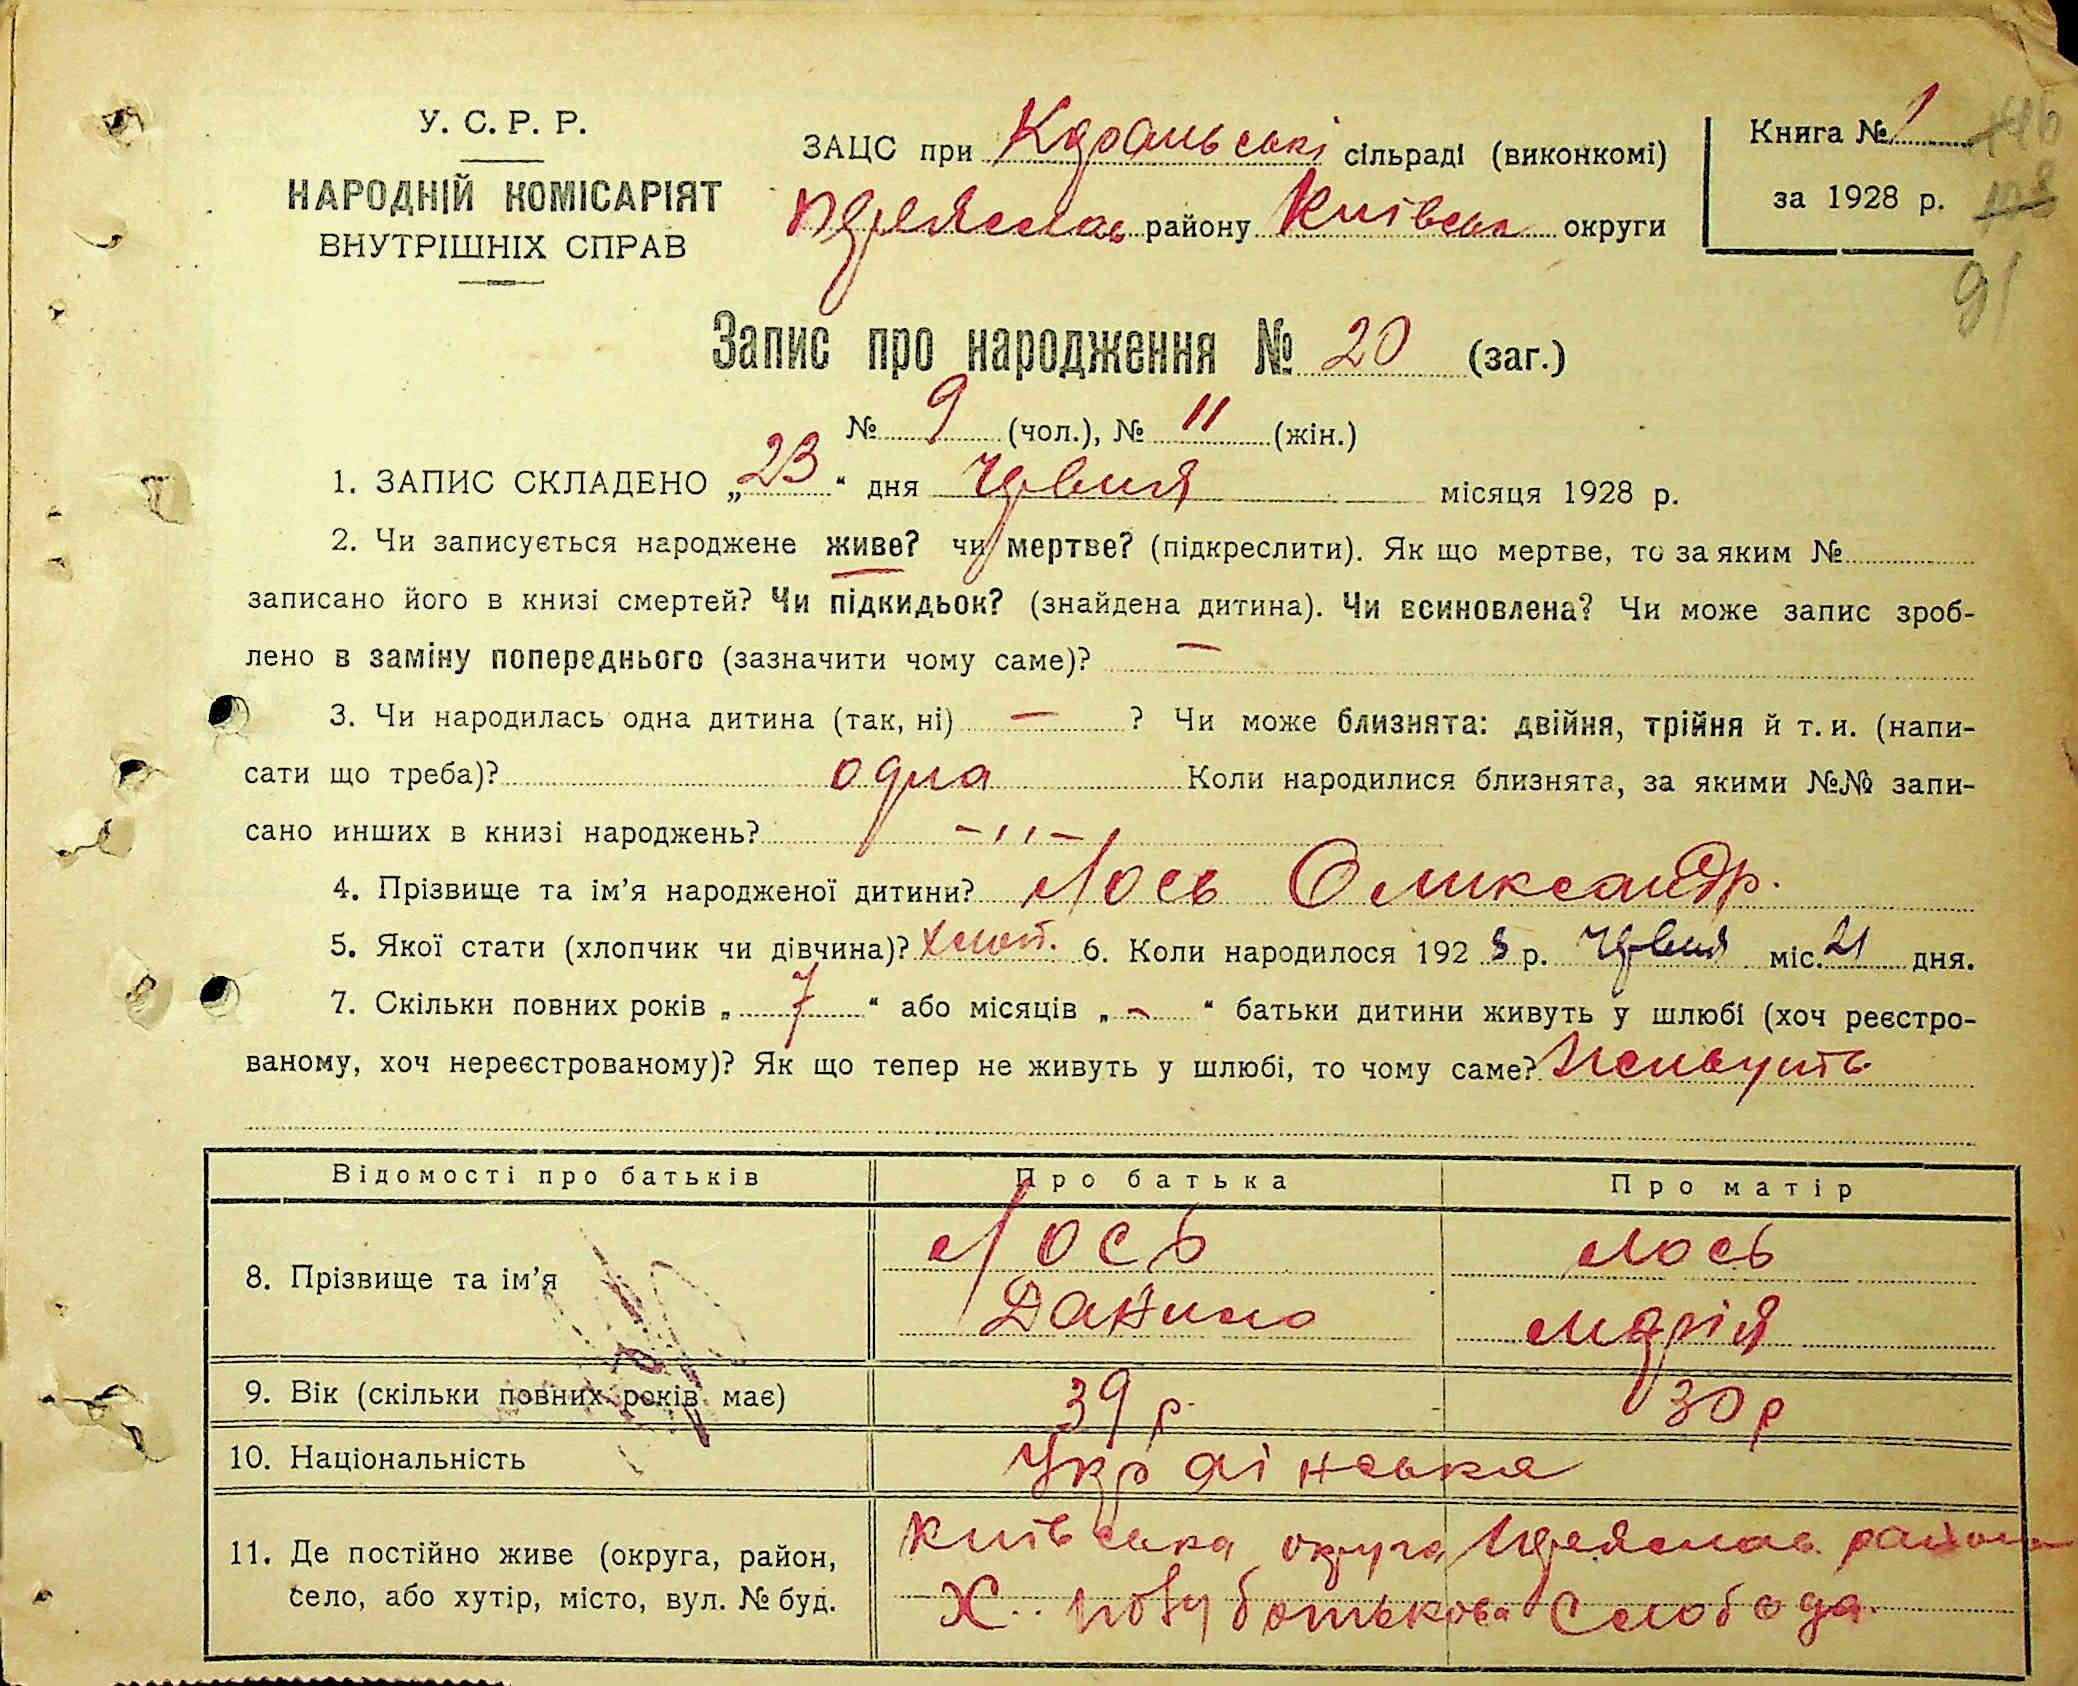 У. С. Р. Р.
НАРОДНІЙ КОМІСАРІЯТ
ВНУТРІШНІХ СПРАВ
ЗАЦС при Каранські сільраді (виконкомі)
Переяслав району Київська округи
Книга № 1
за 1928 р.
91
Запис про народження № 20 (заг.)
№ 9 (чол.), № 11 (жін.)
1. ЗАПИС СКЛАДЕНО „23“ дня Червня місяця 1928 р.
2. Чи записується народжене живе? чи мертве? (підкреслити). Як що мертве, то за яким №
записано його в книзі смертей? Чи підкидьок? (знайдена дитина). Чи всиновлена? Чи може запис зроб-
лено в заміну попереднього (зазначити чому саме)? —
3. Чи народилась одна дитина (так, ні) — ? Чи може близнята: двійня, трійня й т. и. (напи-
сати що треба)? одна Коли народилися близнята, за якими №№ запи-
сано инших в книзі народжень? —„—
4. Прізвище та ім’я народженої дитини? Лось Олександр.
5. Якої стати (хлопчик чи дівчина)? Хлоп. 6. Коли народилося 1928 р. Червня міс. 21 дня.
7. Скільки повних років „7“ або місяців „-“ батьки дитини живуть у шлюбі (хоч реєстро-
ваному, хоч нереєстрованому)? Як що тепер не живуть у шлюбі, то чому саме?
Відомості про батьків Про батька Про матір
8. Прізвище та ім’я Лось Лось
Данило Марія
9. Вік (скільки повних років має) 39 р. 30 р
10. Національність Українська
11. Де постійно живе (округа, район, Київська округа Переяслав. району
село, або хутір, місто, вул. № буд. Х. Слобода.